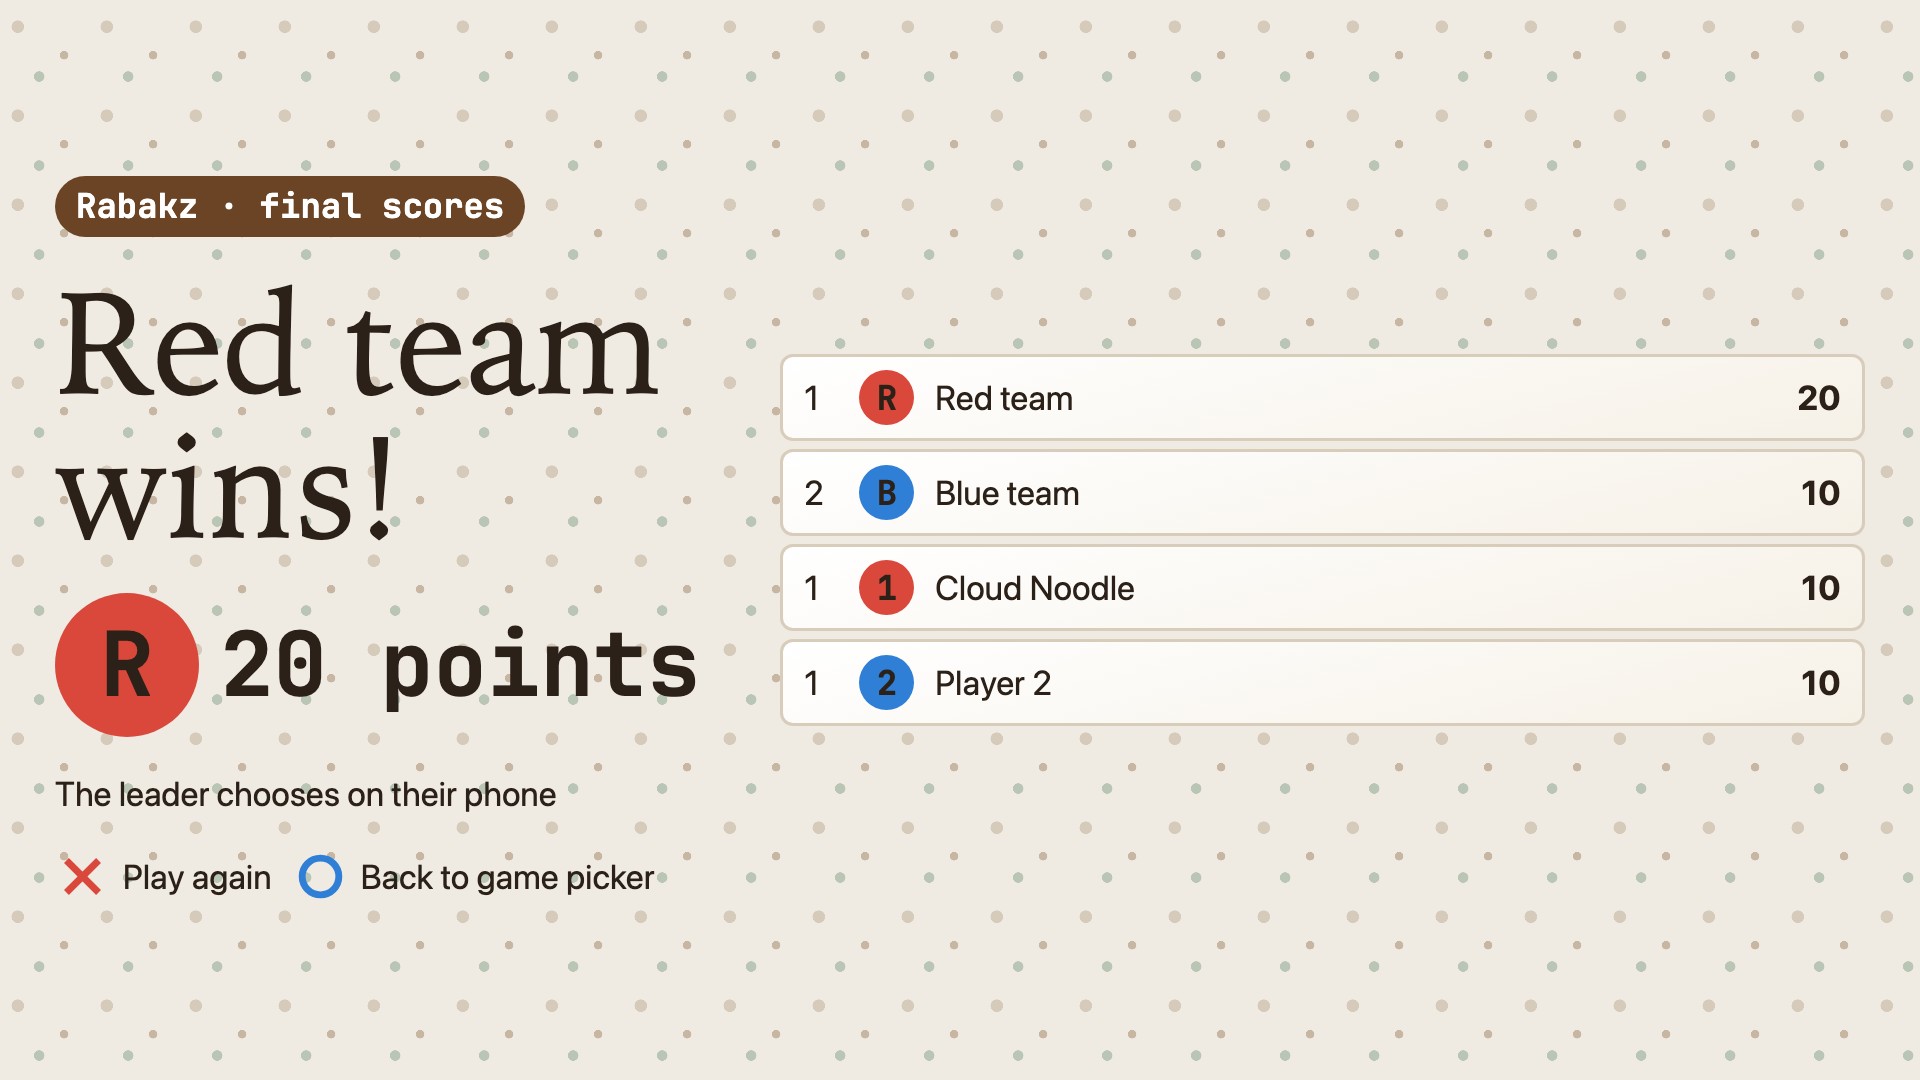 Rabakz · final scores
Red team
wins!
R 20 points
The leader chooses on their phone
Play again Back to game picker
1 R Red team 20
2 B Blue team 10
1 1 Cloud Noodle 10
1 2 Player 2 10